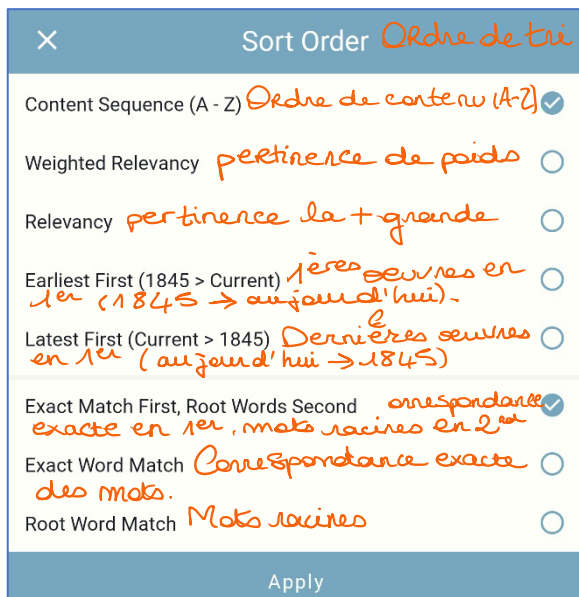 Sort Order Ordre de tri
Content Sequence (A - Z) Ordre de contenu (A-Z)
Weighted Relevancy pertinence de poids
Relevancy pertinence la + grande
Earliest First (1845 > Current) 1ères oeuvres en
1er (1845 → aujourd'hui).
Latest First (Current > 1845) Dernières oeuvres
en 1er (aujourd'hui → 1845)
Exact Match First, Root Words Second orrespondance
exacte en 1er, mots racines en 2nd
Exact Word Match Correspondance exacte
des mots.
Root Word Match Mots racines
Apply